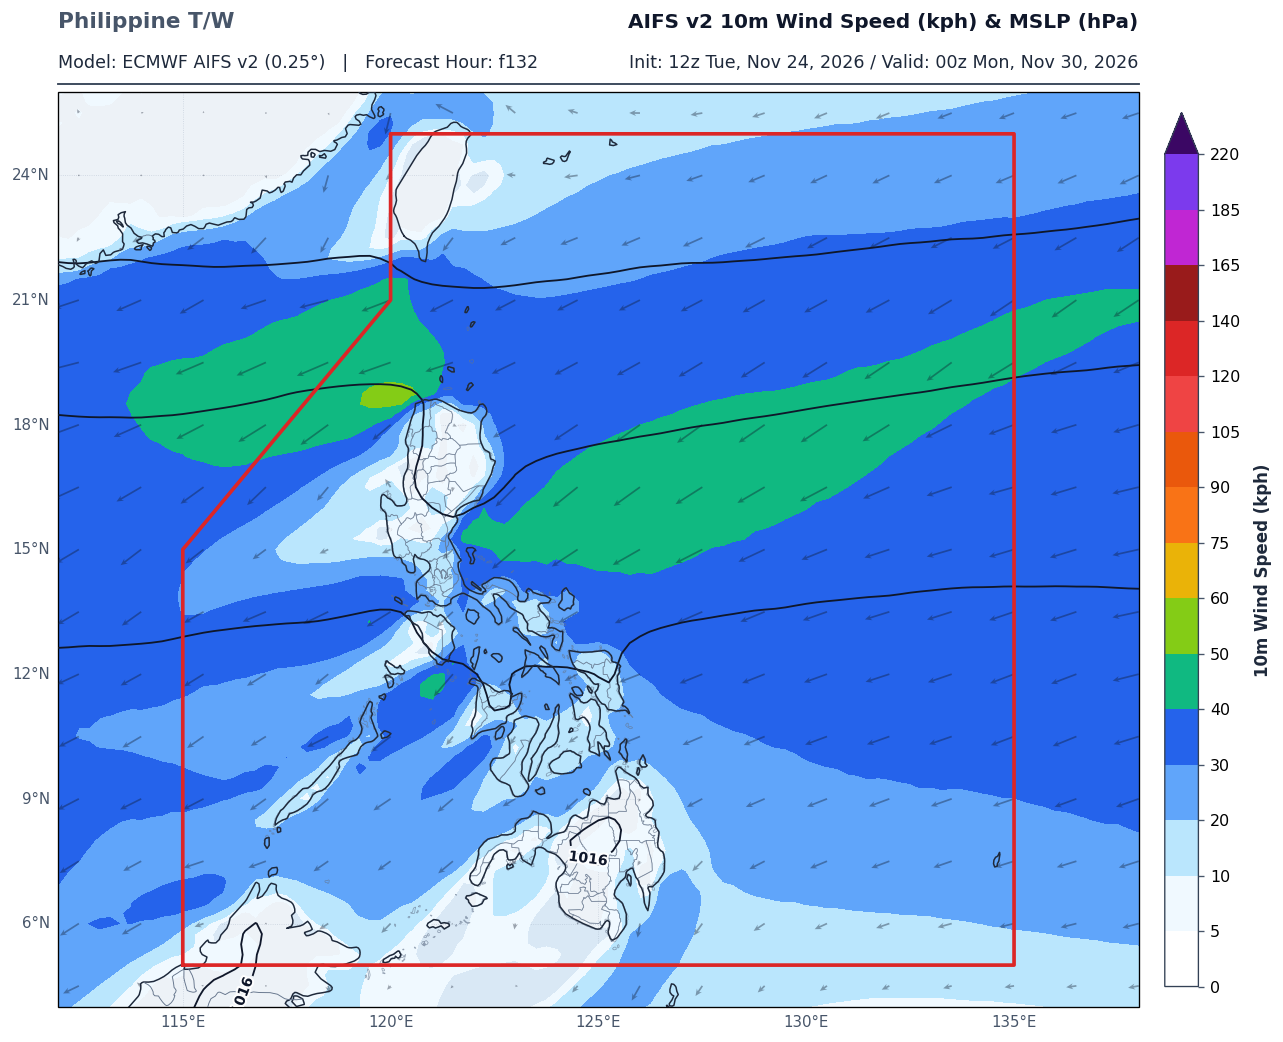 Philippine T/W
AIFS v2 10m Wind Speed (kph) & MSLP (hPa)
Model: ECMWF AIFS v2 (0.25°) | Forecast Hour: f132
Init: 12z Tue, Nov 24, 2026 / Valid: 00z Mon, Nov 30, 2026
24°N
21°N
18°N
15°N
12°N
9°N
6°N
115°E
120°E
125°E
130°E
135°E
1016
016
220
185
165
140
120
105
90
75
60
50
40
30
20
10
5
0
10m Wind Speed (kph)